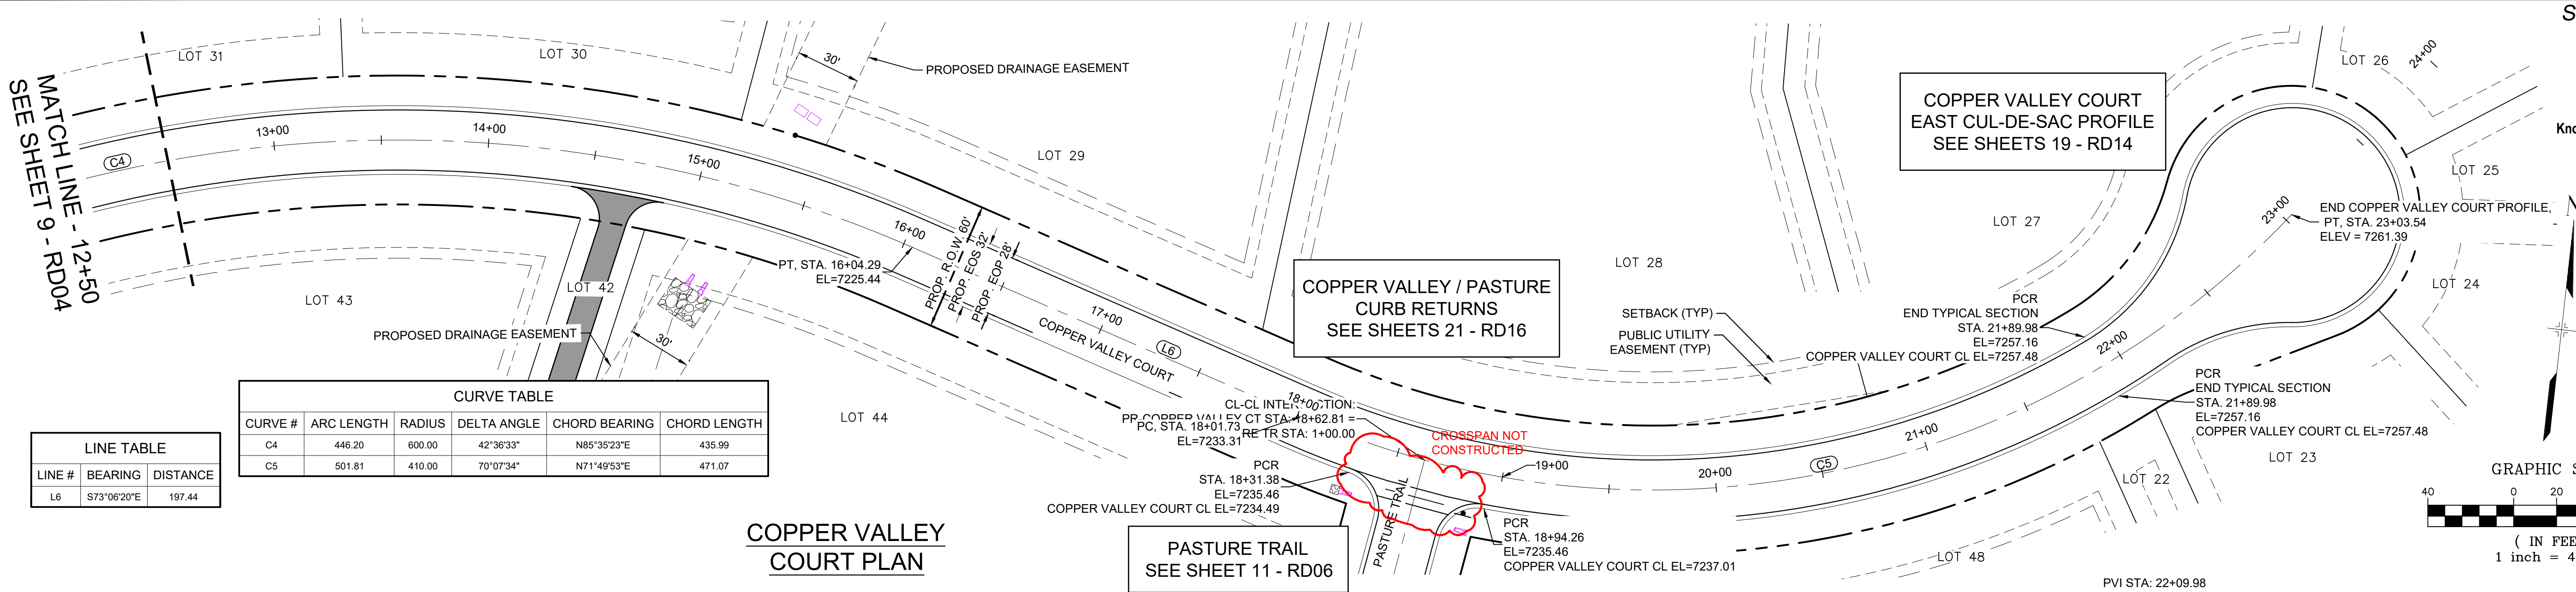 MATCH LINE - 12+50
SEE SHEET 9 - RD04
LOT 31
LOT 30
30'
PROPOSED DRAINAGE EASEMENT
C4
13+00
14+00
15+00
LOT 29
16+00
PT, STA. 16+04.29
EL=7225.44
PROP. R.O.W. 60'
PROP. EOS 32'
PROP. EOP 28'
LOT 43
LOT 42
PROPOSED DRAINAGE EASEMENT
30'
LOT 44
17+00
L6
COPPER VALLEY COURT
COPPER VALLEY / PASTURE
CURB RETURNS
SEE SHEETS 21 - RD16
COPPER VALLEY COURT
EAST CUL-DE-SAC PROFILE
SEE SHEETS 19 - RD14
LOT 28
LOT 27
LOT 26
24+00
LOT 25
LOT 24
23+00
END COPPER VALLEY COURT PROFILE,
PT, STA. 23+03.54
ELEV = 7261.39
SETBACK (TYP)
PUBLIC UTILITY
EASEMENT (TYP)
PCR
END TYPICAL SECTION
STA. 21+89.98
EL=7257.16
COPPER VALLEY COURT CL EL=7257.48
22+00
PCR
END TYPICAL SECTION
STA. 21+89.98
EL=7257.16
COPPER VALLEY COURT CL EL=7257.48
21+00
C5
20+00
19+00
18+00
CL-CL
COPPER VALLEY CT STA: 18+62.81 =
TR STA: 1+00.00
PC, STA. 18+01.73
EL=7233.31
CROSSPAN NOT
CONSTRUCTED
PCR
STA. 18+31.38
EL=7235.46
COPPER VALLEY COURT CL EL=7234.49
PASTURE TRAIL
PCR
STA. 18+94.26
EL=7235.46
COPPER VALLEY COURT CL EL=7237.01
PASTURE TRAIL
SEE SHEET 11 - RD06
LOT 22
LOT 23
LOT 48
PVI STA: 22+09.98
LINE TABLE
LINE # BEARING DISTANCE
L6 S73°06'20"E 197.44
CURVE TABLE
CURVE # ARC LENGTH RADIUS DELTA ANGLE CHORD BEARING CHORD LENGTH
C4 446.20 600.00 42°36'33" N85°35'23"E 435.99
C5 501.81 410.00 70°07'34" N71°49'53"E 471.07
COPPER VALLEY
COURT PLAN
GRAPHIC
40 0 20
( IN
1 inch = 4